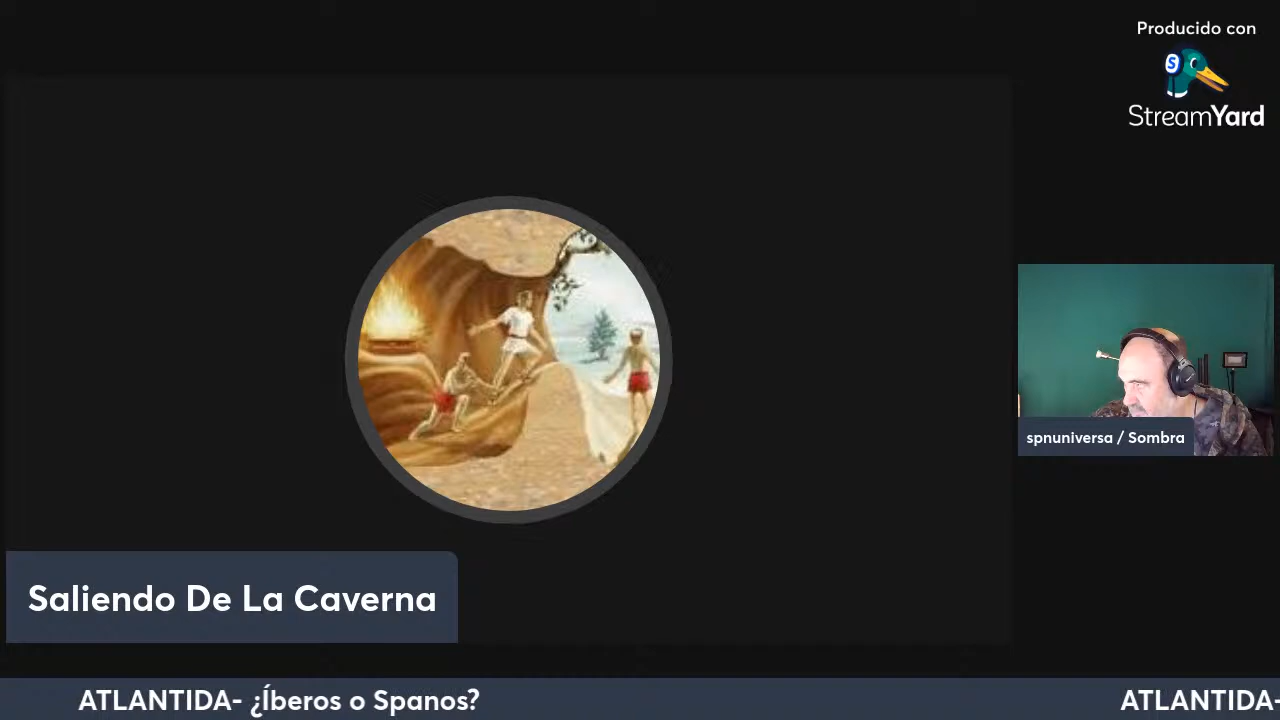 Producido con
S
StreamYard
spnuniversa / Sombra
Saliendo De La Caverna
ATLANTIDA- ¿Íberos o Spanos?
ATLANTIDA-